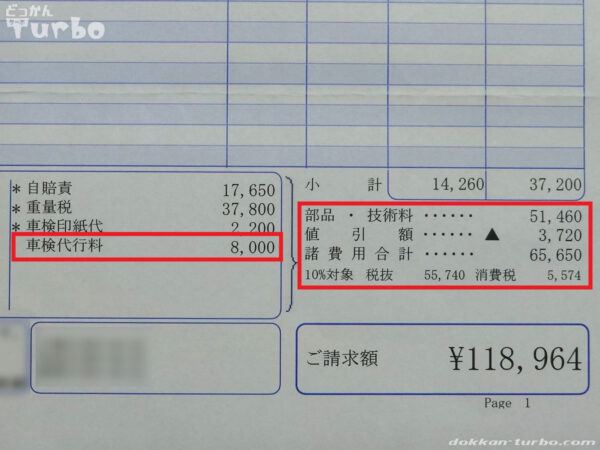 どっかん
Turbo
*自賠責 17,650
*重量税 37,800
*車検印紙代 2,200
車検代行料 8,000
小計 14,260 37,200
部品・技術料 ‥‥‥ 51,460
値引額 ‥‥‥ ▲ 3,720
諸費用合計 ‥‥‥ 65,650
10%対象 税抜 55,740 消費税 5,574
ご請求額 ¥118,964
Page 1
dokkan-turbo.com